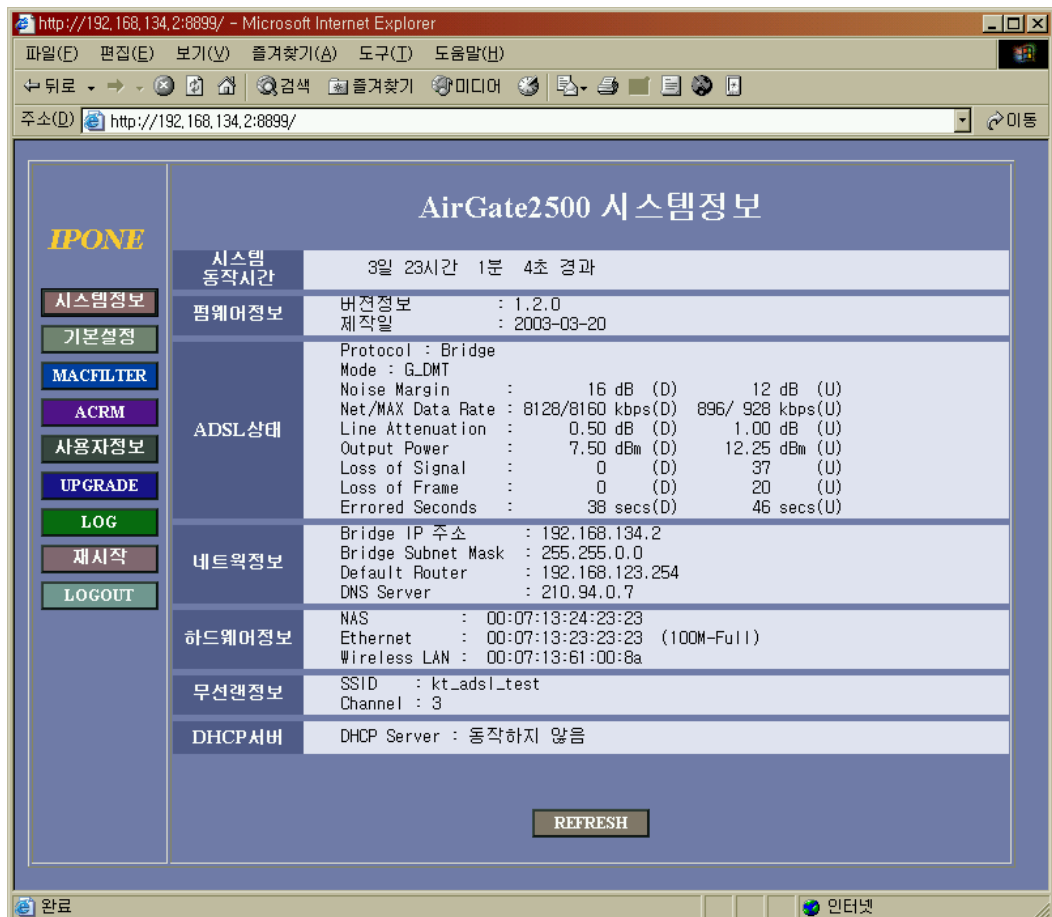 http://192,168,134,2:8899/ - Microsoft Internet Explorer
파일(F) 편집(E) 보기(V) 즐겨찾기(A) 도구(T) 도움말(H)
뒤로 검색 즐겨찾기 미디어
주소(D) http://192,168,134,2:8899/ 이동
IPONE
시스템정보
기본설정
MACFILTER
ACRM
사용자정보
UPGRADE
LOG
재시작
LOGOUT
AirGate2500 시스템정보
시스템
동작시간
3일 23시간 1분 4초 경과
펌웨어정보
버젼정보 : 1.2.0
제작일 : 2003-03-20
ADSL상태
Protocol : Bridge
Mode : G_DMT
Noise Margin : 16 dB (D) 12 dB (U)
Net/MAX Data Rate : 8128/8160 kbps(D) 896/ 928 kbps(U)
Line Attenuation : 0.50 dB (D) 1.00 dB (U)
Output Power : 7.50 dBm (D) 12.25 dBm (U)
Loss of Signal : 0 (D) 37 (U)
Loss of Frame : 0 (D) 20 (U)
Errored Seconds : 38 secs(D) 46 secs(U)
네트웍정보
Bridge IP 주소 : 192.168.134.2
Bridge Subnet Mask : 255.255.0.0
Default Router : 192.168.123.254
DNS Server : 210.94.0.7
하드웨어정보
NAS : 00:07:13:24:23:23
Ethernet : 00:07:13:23:23:23 (100M-Full)
Wireless LAN : 00:07:13:61:00:8a
무선랜정보
SSID : kt_adsl_test
Channel : 3
DHCP서버
DHCP Server : 동작하지 않음
REFRESH
완료
인터넷